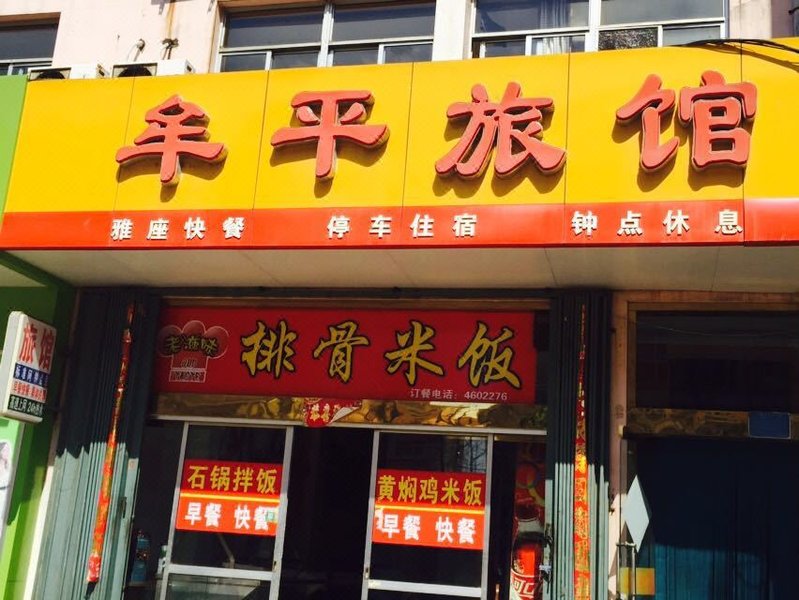 牟平旅馆
雅座快餐 停车住宿 钟点休息
排骨米饭
订餐电话：4602276
旅馆
石锅拌饭
早餐 快餐
黄焖鸡米饭
早餐 快餐